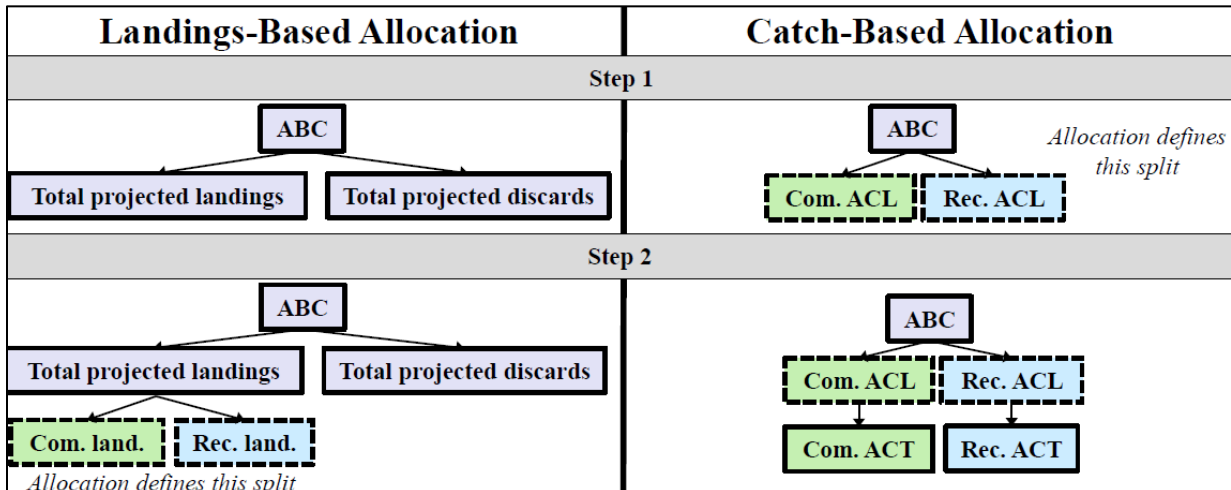 Landings-Based Allocation
Catch-Based Allocation
Step 1
ABC
Total projected landings
Total projected discards
ABC
Allocation defines
this split
Com. ACL
Rec. ACL
Step 2
ABC
Total projected landings
Total projected discards
Com. land.
Rec. land.
Allocation defines this split
ABC
Com. ACL
Rec. ACL
Com. ACT
Rec. ACT